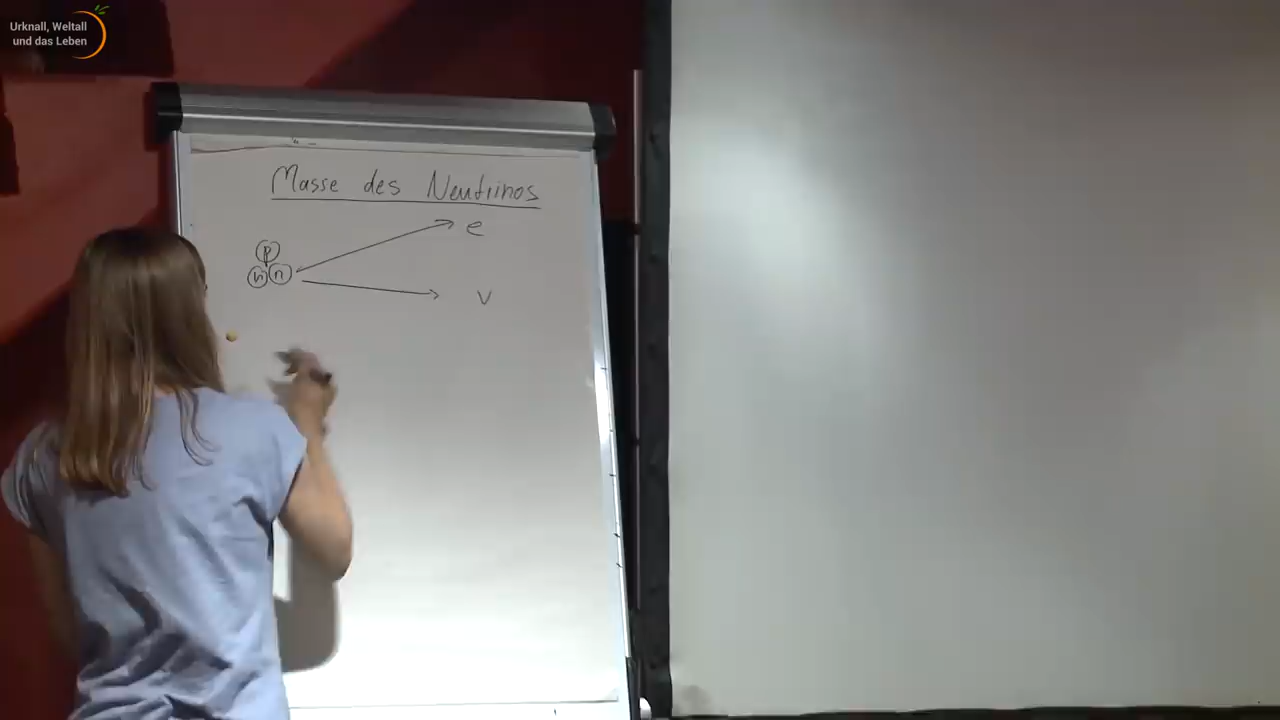 Urknall, Weltall
und das Leben
Masse des Neutrinos
e
p
n n
ν